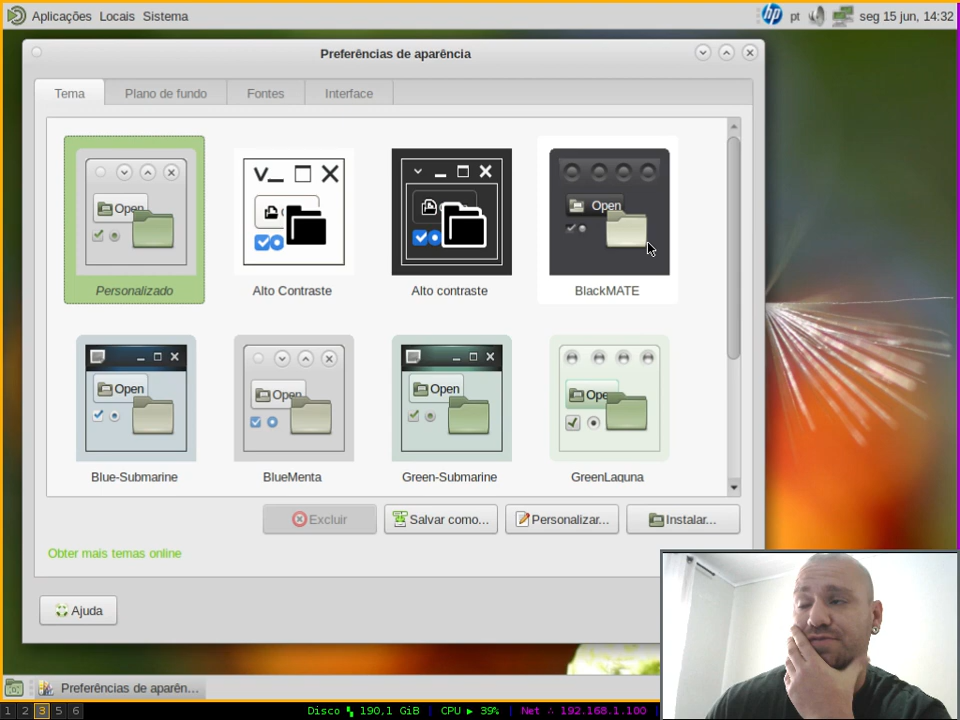 Aplicações Locais Sistema
hp pt seg 15 jun, 14:32
Preferências de aparência
Tema Plano de fundo Fontes Interface
Open
Open
Personalizado Alto Contraste Alto contraste BlackMATE
Open Open Open Ope
Blue-Submarine BlueMenta Green-Submarine GreenLaguna
Excluir Salvar como... Personalizar... Instalar...
Obter mais temas online
Ajuda
Preferências de aparên...
1 2 3 5 6 Disco 190,1 GiB | CPU ▶ 39% | Net ∴ 192.168.1.100 |